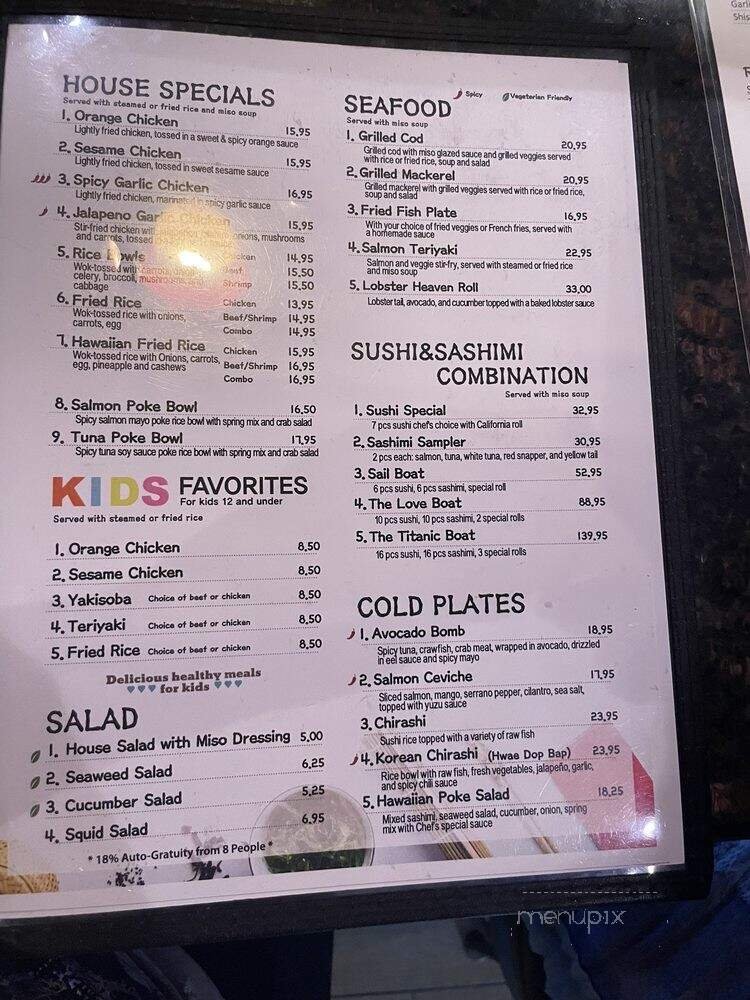 HOUSE SPECIALS
Served with steamed or fried rice and miso soup
1. Orange Chicken 15.95
Lightly fried chicken, tossed in a sweet & spicy orange sauce
2. Sesame Chicken 15.95
Lightly fried chicken, tossed in sweet sesame sauce
3. Spicy Garlic Chicken 16.95
Lightly fried chicken, marinated in spicy garlic sauce
4. Jalapeno Garlic Chicken 15.95
Stir-fried chicken with onions, mushrooms
and carrots, tossed
5. Rice Bowls Chicken 14.95
Wok-tossed with carrots, Beef 15.50
celery, broccoli, mushrooms, and Shrimp 15.50
cabbage
6. Fried Rice Chicken 13.95
Wok-tossed rice with onions, Beef/Shrimp 14.95
carrots, egg Combo 14.95
7. Hawaiian Fried Rice Chicken 15.95
Wok-tossed rice with Onions, carrots, Beef/Shrimp 16.95
egg, pineapple and cashews Combo 16.95
8. Salmon Poke Bowl 16.50
Spicy salmon mayo poke rice bowl with spring mix and crab salad
9. Tuna Poke Bowl 17.95
Spicy tuna soy sauce poke rice bowl with spring mix and crab salad
KIDS FAVORITES
For kids 12 and under
Served with steamed or fried rice
1. Orange Chicken 8.50
2. Sesame Chicken 8.50
3. Yakisoba Choice of beef or chicken 8.50
4. Teriyaki Choice of beef or chicken 8.50
5. Fried Rice Choice of beef or chicken 8.50
Delicious healthy meals
for kids
SALAD
1. House Salad with Miso Dressing 5.00
2. Seaweed Salad 6.25
3. Cucumber Salad 5.25
4. Squid Salad 6.95
* 18% Auto-Gratuity from 8 People *
Spicy Vegetarian Friendly
SEAFOOD
Served with miso soup
1. Grilled Cod 20.95
Grilled cod with miso glazed sauce and grilled veggies served
with rice or fried rice, soup and salad
2. Grilled Mackerel 20.95
Grilled mackerel with grilled veggies served with rice or fried rice,
soup and salad
3. Fried Fish Plate 16.95
With your choice of fried veggies or French fries, served with
a homemade sauce
4. Salmon Teriyaki 22.95
Salmon and veggie stir-fry, served with steamed or fried rice
and miso soup
5. Lobster Heaven Roll 33.00
Lobster tail, avocado, and cucumber topped with a baked lobster sauce
SUSHI&SASHIMI
COMBINATION
Served with miso soup
1. Sushi Special 32.95
7 pcs sushi chef's choice with California roll
2. Sashimi Sampler 30.95
2 pcs each: salmon, tuna, white tuna, red snapper, and yellow tail
3. Sail Boat 52.95
6 pcs sushi, 6 pcs sashimi, special roll
4. The Love Boat 88.95
10 pcs sushi, 10 pcs sashimi, 2 special rolls
5. The Titanic Boat 139.95
16 pcs sushi, 16 pcs sashimi, 3 special rolls
COLD PLATES
1. Avocado Bomb 18.95
Spicy tuna, crawfish, crab meat, wrapped in avocado, drizzled
in eel sauce and spicy mayo
2. Salmon Ceviche 17.95
Sliced salmon, mango, serrano pepper, cilantro, sea salt,
topped with yuzu sauce
3. Chirashi 23.95
Sushi rice topped with a variety of raw fish
4. Korean Chirashi (Hwae Dop Bap) 23.95
Rice bowl with raw fish, fresh vegetables, jalapeño, garlic,
and spicy chili sauce
5. Hawaiian Poke Salad 18.25
Mixed sashimi, seaweed salad, cucumber, onion, spring
mix with Chef's special sauce
menupix